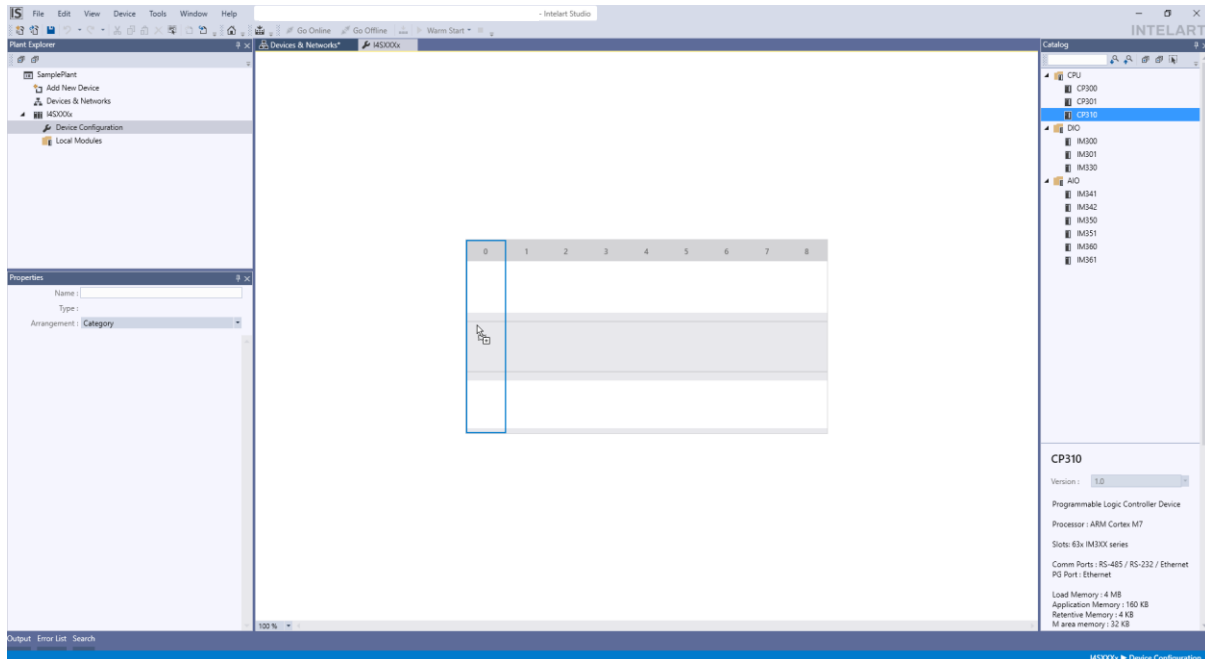 IS File Edit View Device Tools Window Help - Intelart Studio
Go Online Go Offline Warm Start INTELART
Plant Explorer
SamplePlant
Add New Device
Devices & Networks
I4SXXXx
Device Configuration
Local Modules
Properties
Name :
Type :
Arrangement : Category
Devices & Networks* I4SXXXx
0 1 2 3 4 5 6 7 8
100 %
Catalog
CPU
CP300
CP301
CP310
DIO
IM300
IM301
IM330
AIO
IM341
IM342
IM350
IM351
IM360
IM361
CP310
Version : 1.0
Programmable Logic Controller Device
Processor : ARM Cortex M7
Slots: 63x IM3XX series
Comm Ports : RS-485 / RS-232 / Ethernet
PG Port : Ethernet
Load Memory : 4 MB
Application Memory : 160 KB
Retentive Memory : 4 KB
M area memory : 32 KB
Output Error List Search
I4SXXXx ▶ Device Configuration